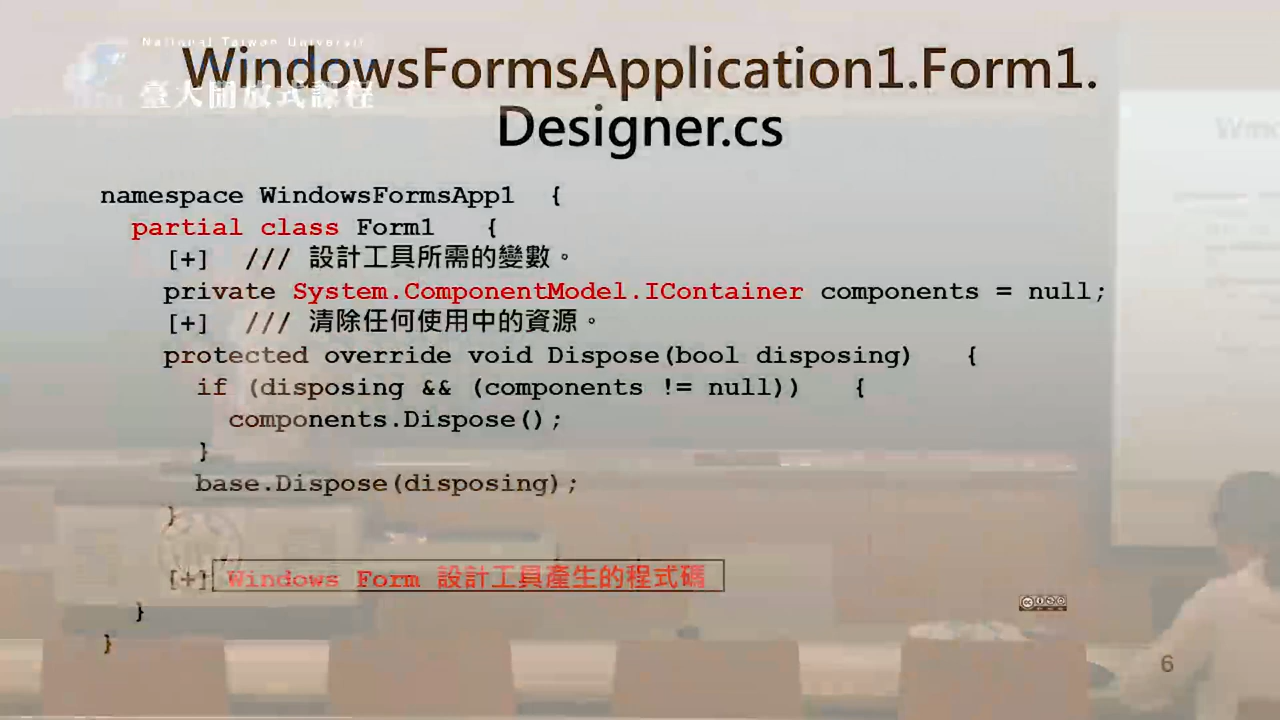 National Taiwan Universit
臺大開放式課程
WindowsFormsApplication1.Form1.
Designer.cs
namespace WindowsFormsApp1 {
partial class Form1 {
[+] /// 設計工具所需的變數。
private System.ComponentModel.IContainer components = null;
[+] /// 清除任何使用中的資源。
protected override void Dispose(bool disposing) {
if (disposing && (components != null)) {
components.Dispose();
}
base.Dispose(disposing);
}
[+] Windows Form 設計工具產生的程式碼
}
}
6